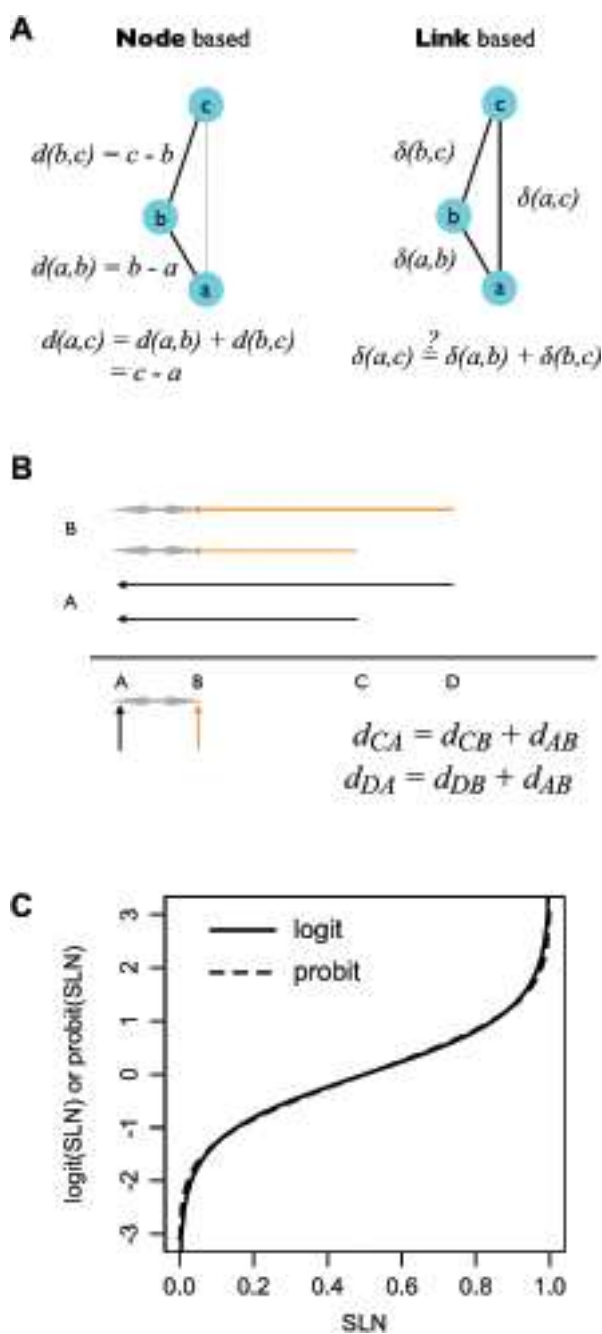 A
Node based
Link based
c
d(b,c) = c - b
b
d(a,b) = b - a
a
d(a,c) = d(a,b) + d(b,c)
= c - a
c
δ(b,c)
δ(a,c)
b
δ(a,b)
a
?
δ(a,c) = δ(a,b) + δ(b,c)
B
B
A
A B C D
d_CA = d_CB + d_AB
d_DA = d_DB + d_AB
C
logit(SLN) or probit(SLN)
3
2
1
0
-1
-2
-3
logit
probit
0.0 0.2 0.4 0.6 0.8 1.0
SLN